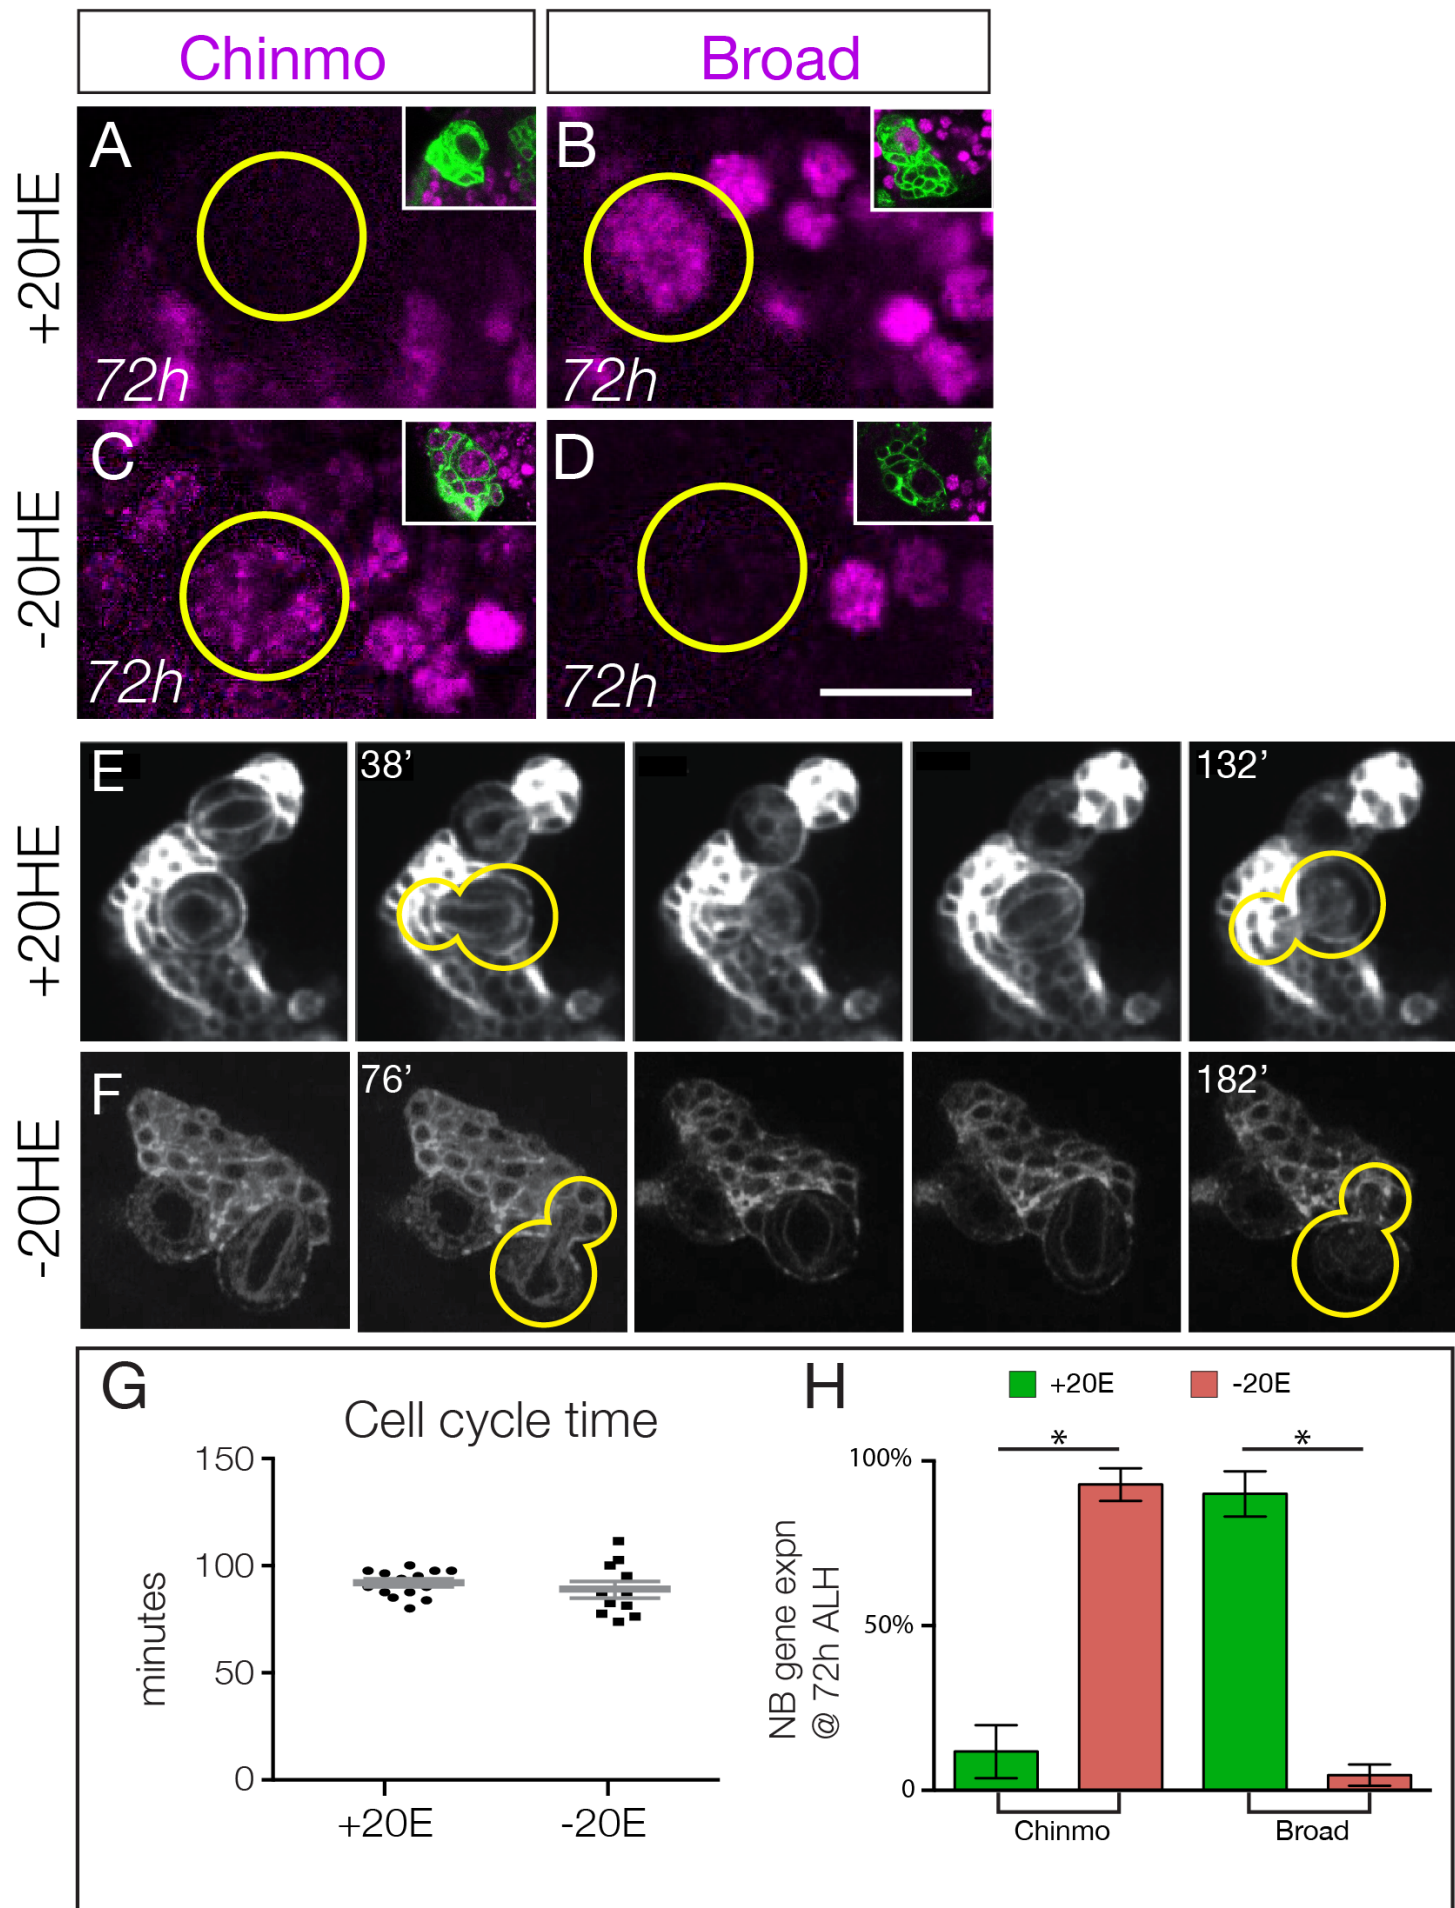 Chinmo
Broad
+20HE
A
72h
B
72h
-20HE
C
72h
D
72h
+20HE
E
38’
132’
-20HE
F
76’
182’
G
Cell cycle time
minutes
150
100
50
0
+20E
-20E
H
+20E
-20E
*
*
NB gene expn
@ 72h ALH
100%
50%
0
Chinmo
Broad